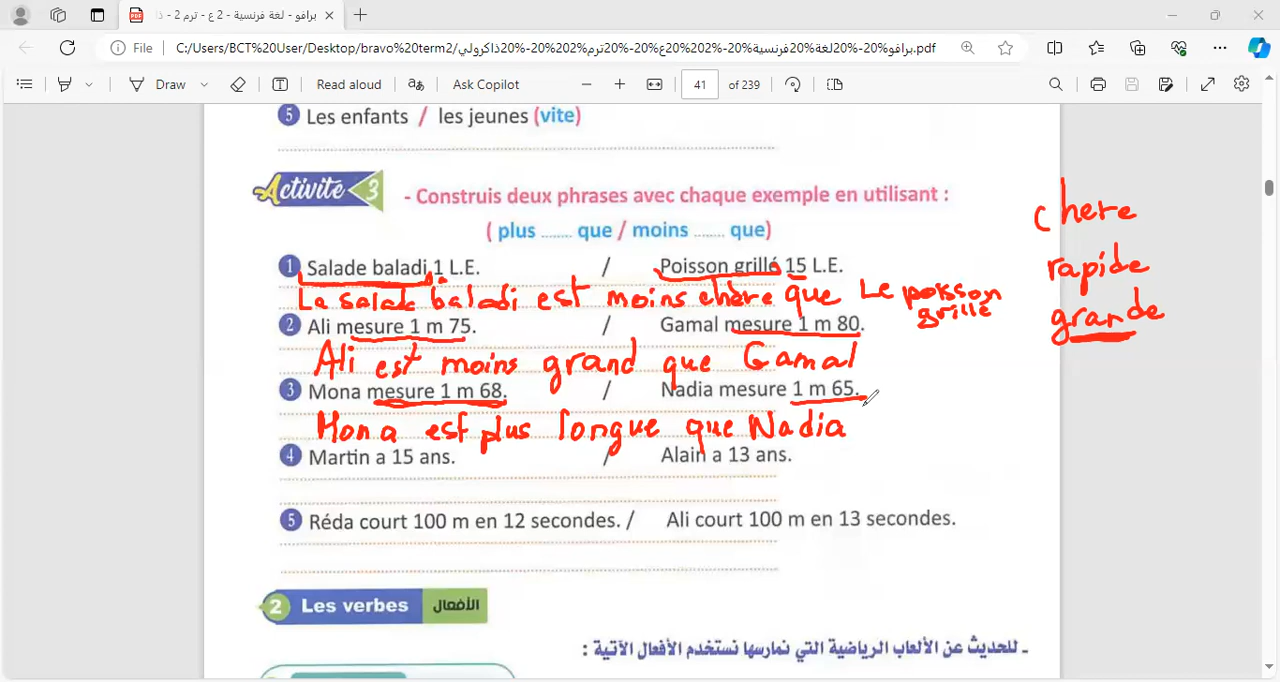 برافو - لغة فرنسية - 2 ع - ترم 2 - ذا
File C:/Users/BCT%20User/Desktop/bravo%20term2/برافو%20-%20لغة%20فرنسية%20-%202%20ع%20-%20ترم%202%20-%20ذاكرولي.pdf
Draw Read aloud aあ Ask Copilot 41 of 239
5 Les enfants / les jeunes (vite)
Activité 3 - Construis deux phrases avec chaque exemple en utilisant :
( plus ........ que / moins ........ que)
chere
rapide
grande
1 Salade baladi 1 L.E. / Poisson grillé 15 L.E.
La salade baladi est moins chère que Le poisson grillé
2 Ali mesure 1 m 75. / Gamal mesure 1 m 80.
Ali est moins grand que Gamal
3 Mona mesure 1 m 68. / Nadia mesure 1 m 65.
Mona est plus longue que Nadia
4 Martin a 15 ans. / Alain a 13 ans.
5 Réda court 100 m en 12 secondes. / Ali court 100 m en 13 secondes.
2 Les verbes الأفعال
ـ للحديث عن الألعاب الرياضية التي نمارسها نستخدم الأفعال الآتية :